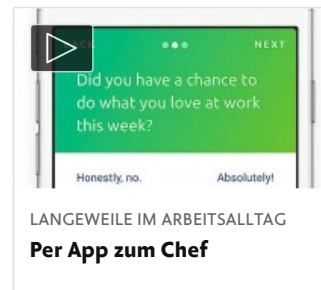 NEXT
Did you have a chance to
do what you love at work
this week?
Honestly, no.
Absolutely!
LANGEWEILE IM ARBEITSALLTAG
Per App zum Chef